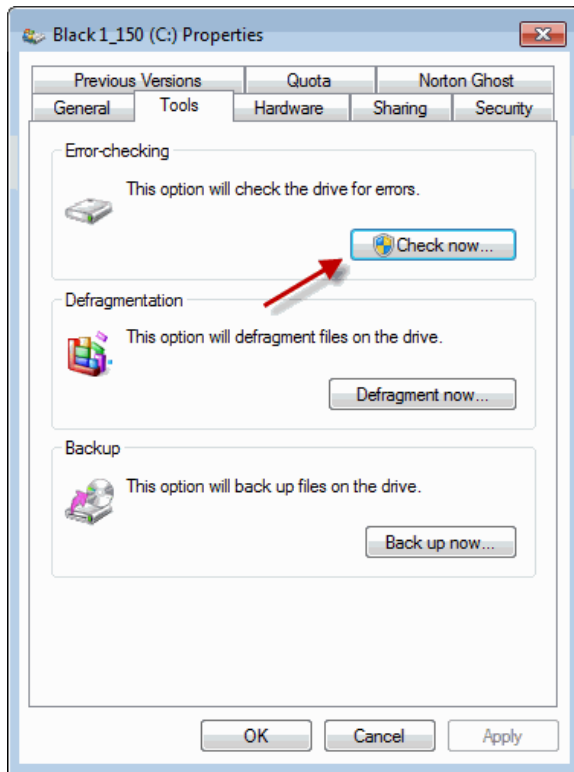 Black 1_150 (C:) Properties
Previous Versions Quota Norton Ghost
General Tools Hardware Sharing Security
Error-checking
This option will check the drive for errors.
Check now...
Defragmentation
This option will defragment files on the drive.
Defragment now...
Backup
This option will back up files on the drive.
Back up now...
OK Cancel Apply